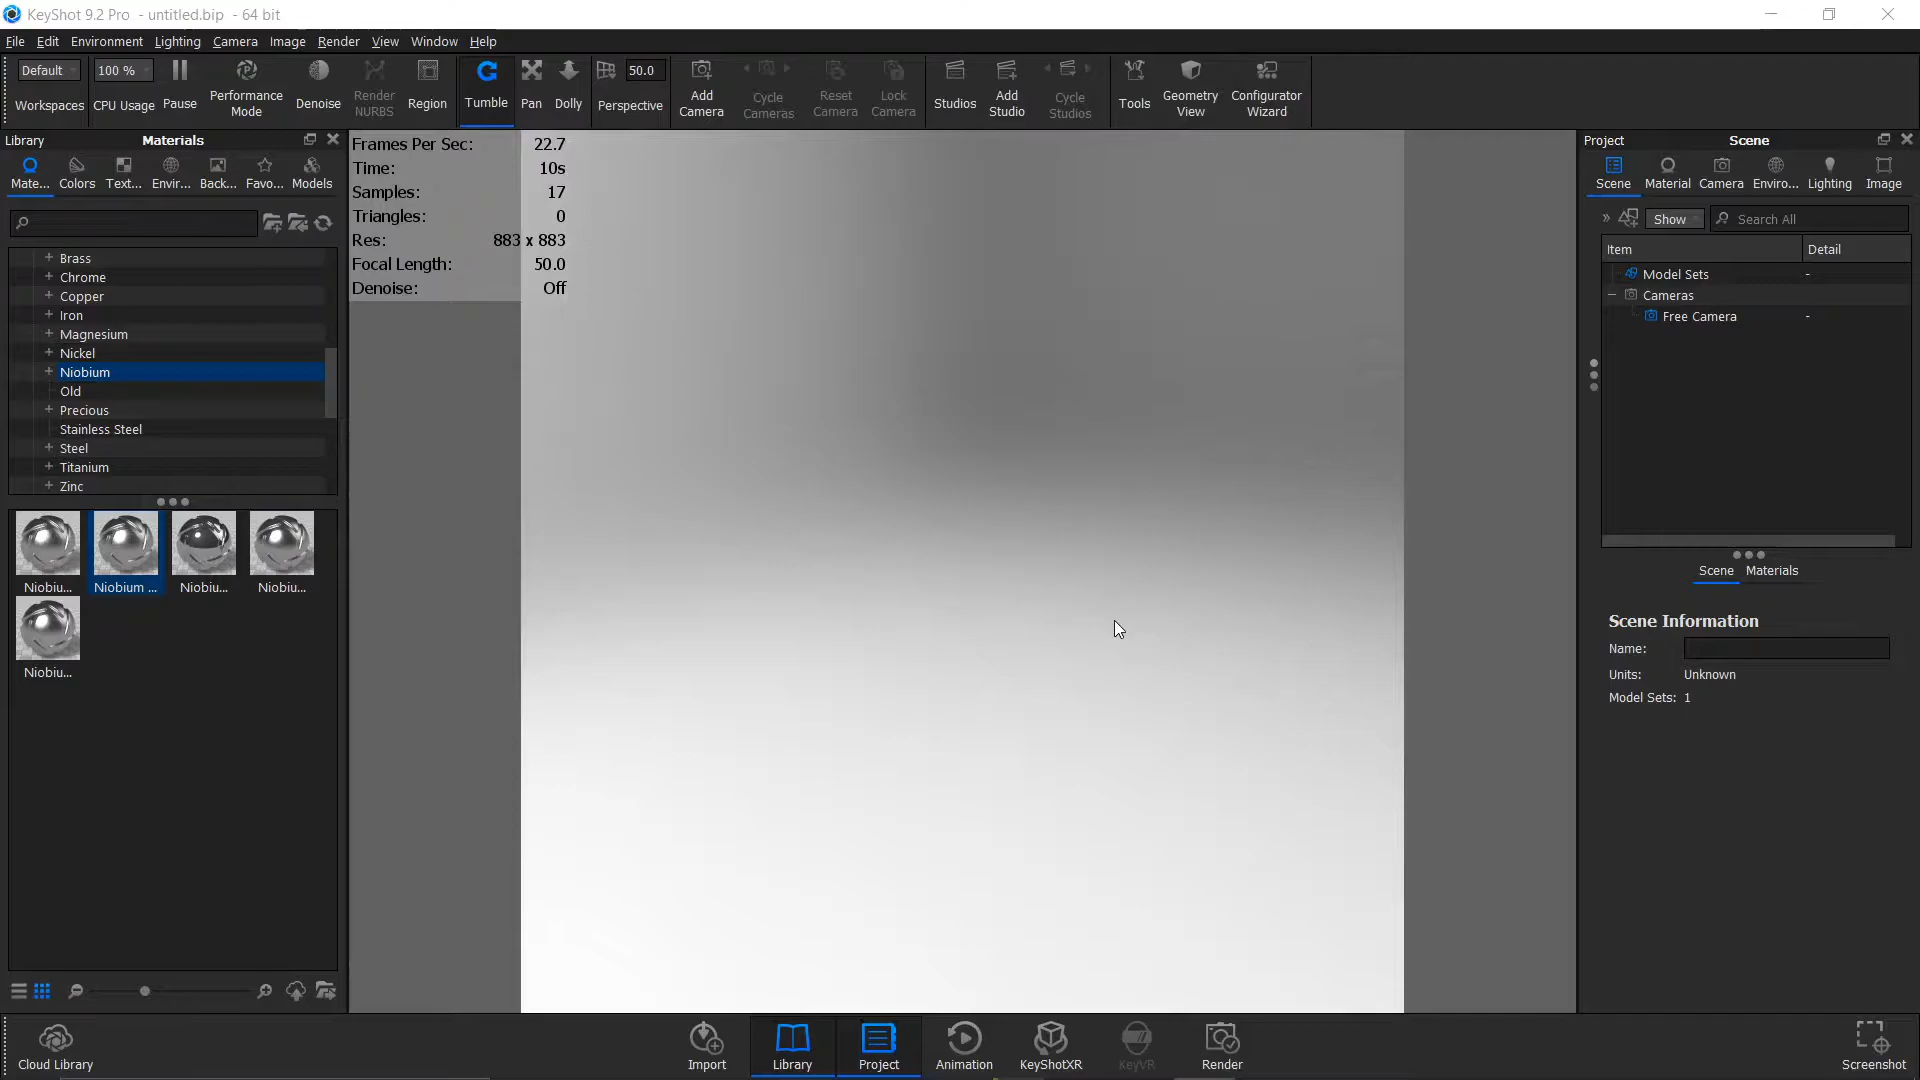 KeyShot 9.2 Pro - untitled.bip - 64 bit
File Edit Environment Lighting Camera Image Render View Window Help
Default 100 % 50.0
Workspaces CPU Usage Pause Performance Mode Denoise Render NURBS Region Tumble Pan Dolly Perspective Add Camera Cycle Cameras Reset Camera Lock Camera Studios Add Studio Cycle Studios Tools Geometry View Configurator Wizard
Library Materials
Mate... Colors Text... Envir... Back... Favo... Models
Brass
Chrome
Copper
Iron
Magnesium
Nickel
Niobium
Old
Precious
Stainless Steel
Steel
Titanium
Zinc
Niobiu... Niobium ... Niobiu... Niobiu...
Niobiu...
Frames Per Sec: 22.7
Time: 10s
Samples: 17
Triangles: 0
Res: 883 x 883
Focal Length: 50.0
Denoise: Off
Project Scene
Scene Material Camera Enviro... Lighting Image
Show Search All
Item Detail
Model Sets -
Cameras
Free Camera -
Scene Materials
Scene Information
Name:
Units: Unknown
Model Sets: 1
Cloud Library Import Library Project Animation KeyShotXR KeyVR Render Screenshot